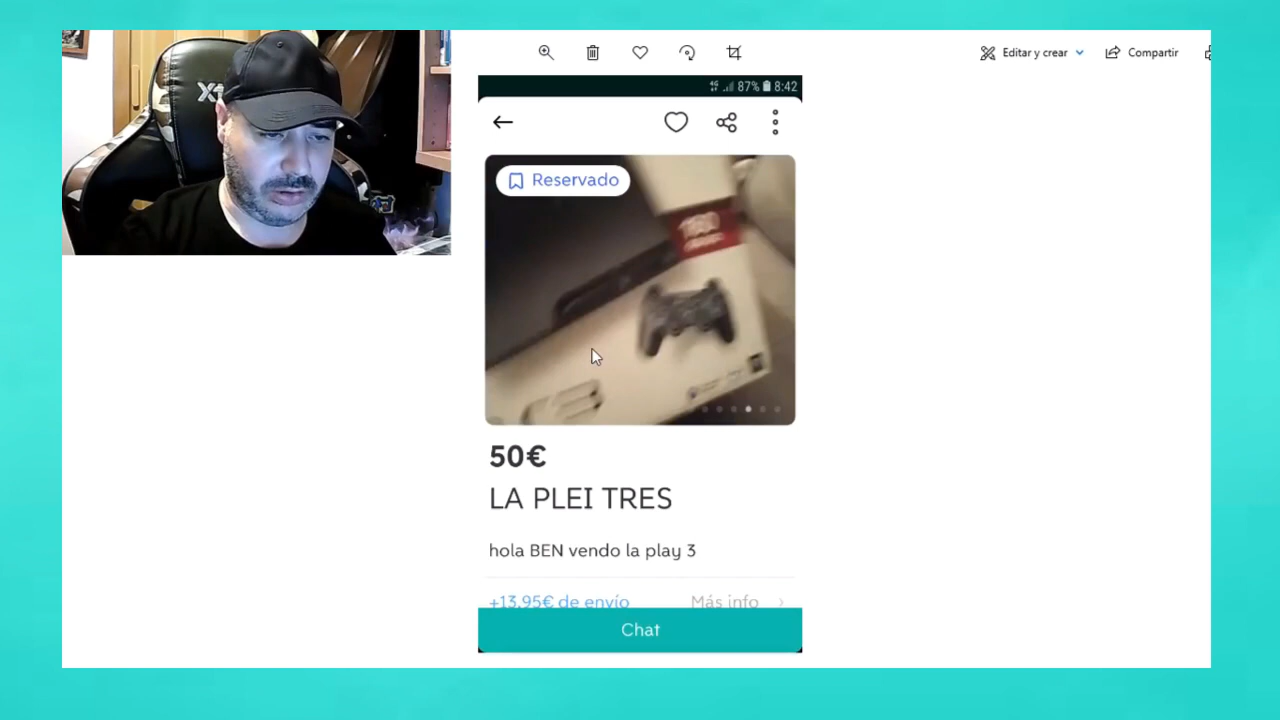 Editar y crear
Compartir
87% 8:42
Reservado
50€
LA PLEI TRES
hola BEN vendo la play 3
+13,95€ de envío Más info
Chat